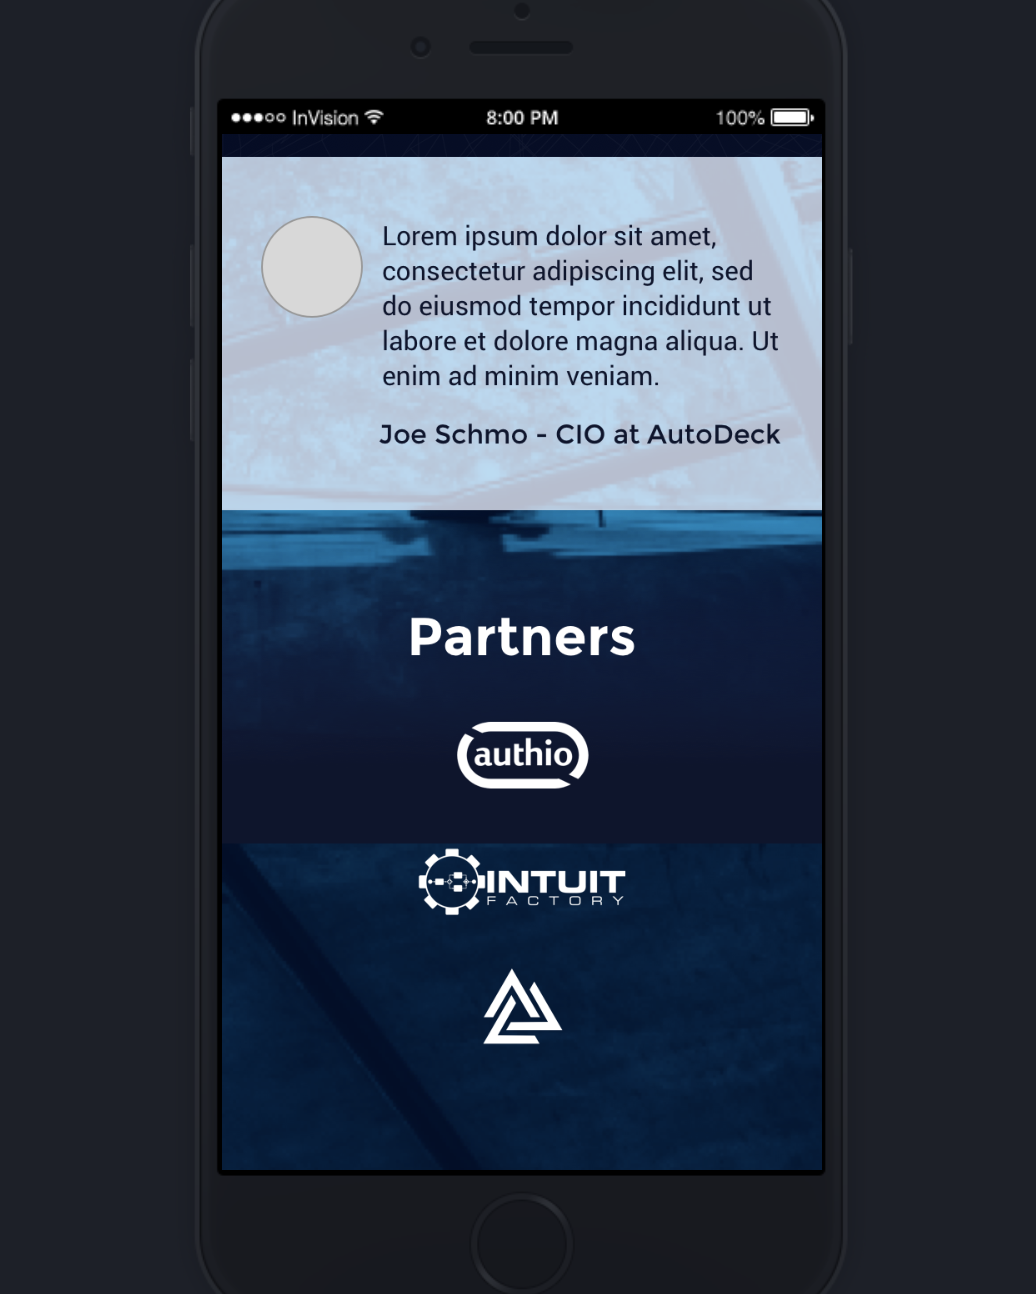 InVision 8:00 PM 100%
Lorem ipsum dolor sit amet,
consectetur adipiscing elit, sed
do eiusmod tempor incididunt ut
labore et dolore magna aliqua. Ut
enim ad minim veniam.
Joe Schmo - CIO at AutoDeck
Partners
authio
INTUIT
FACTORY